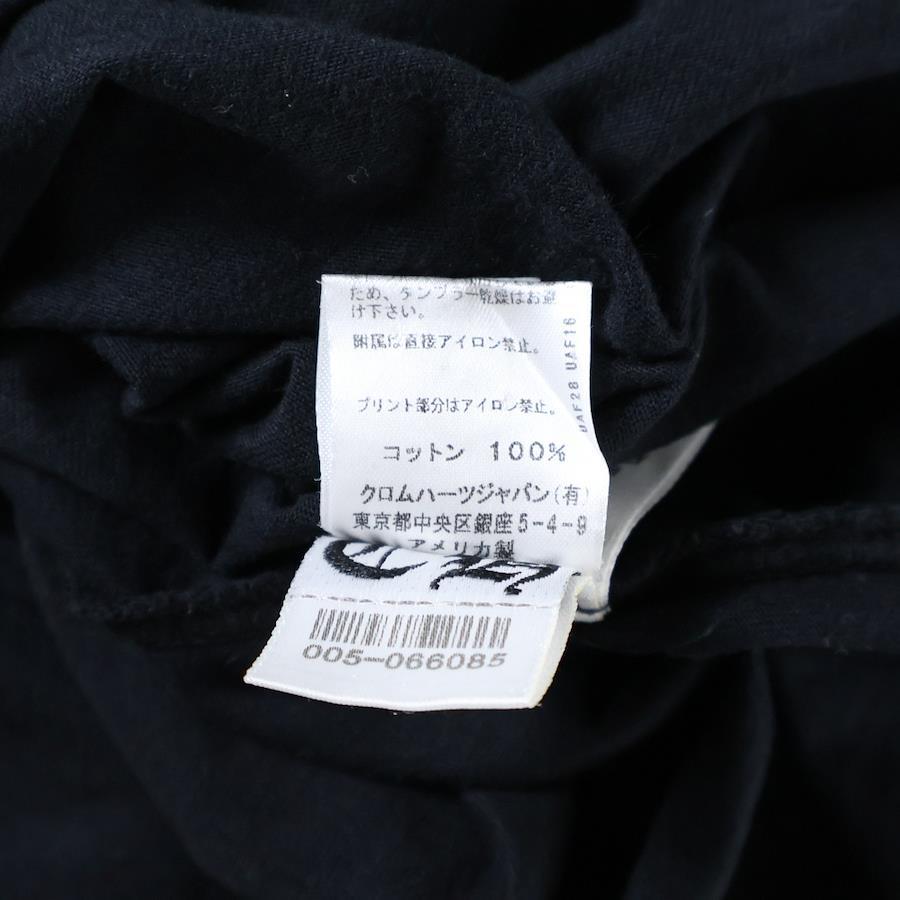 ため、タンブラー乾燥はお避
け下さい。
附属は直接アイロン禁止。
プリント部分はアイロン禁止。
コットン 100%
クロムハーツジャパン(有)
東京都中央区銀座5-4-9
アメリカ製
UAF28 UAF16
005-066085